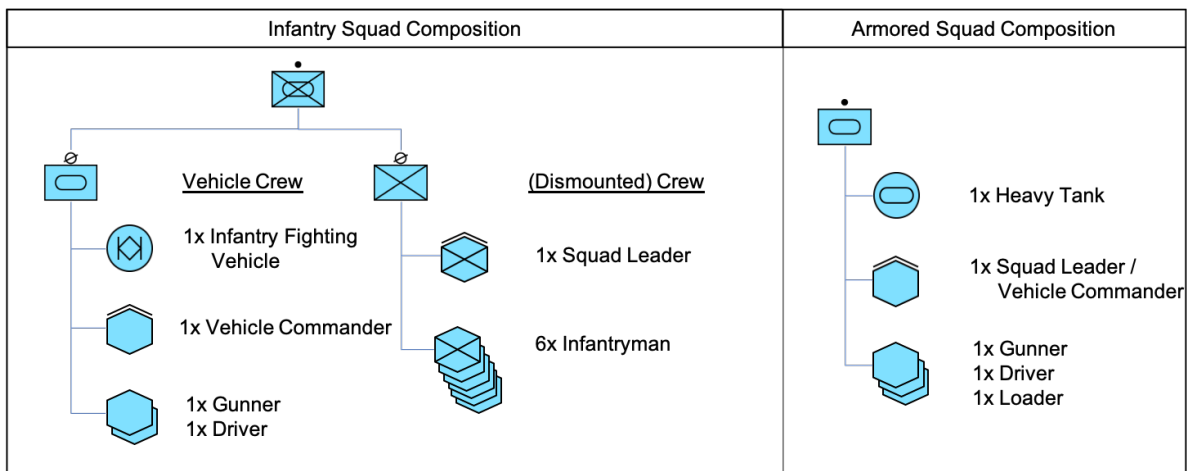 Infantry Squad Composition
Armored Squad Composition
Vehicle Crew
1x Infantry Fighting
Vehicle
1x Vehicle Commander
1x Gunner
1x Driver
(Dismounted) Crew
1x Squad Leader
6x Infantryman
1x Heavy Tank
1x Squad Leader /
Vehicle Commander
1x Gunner
1x Driver
1x Loader